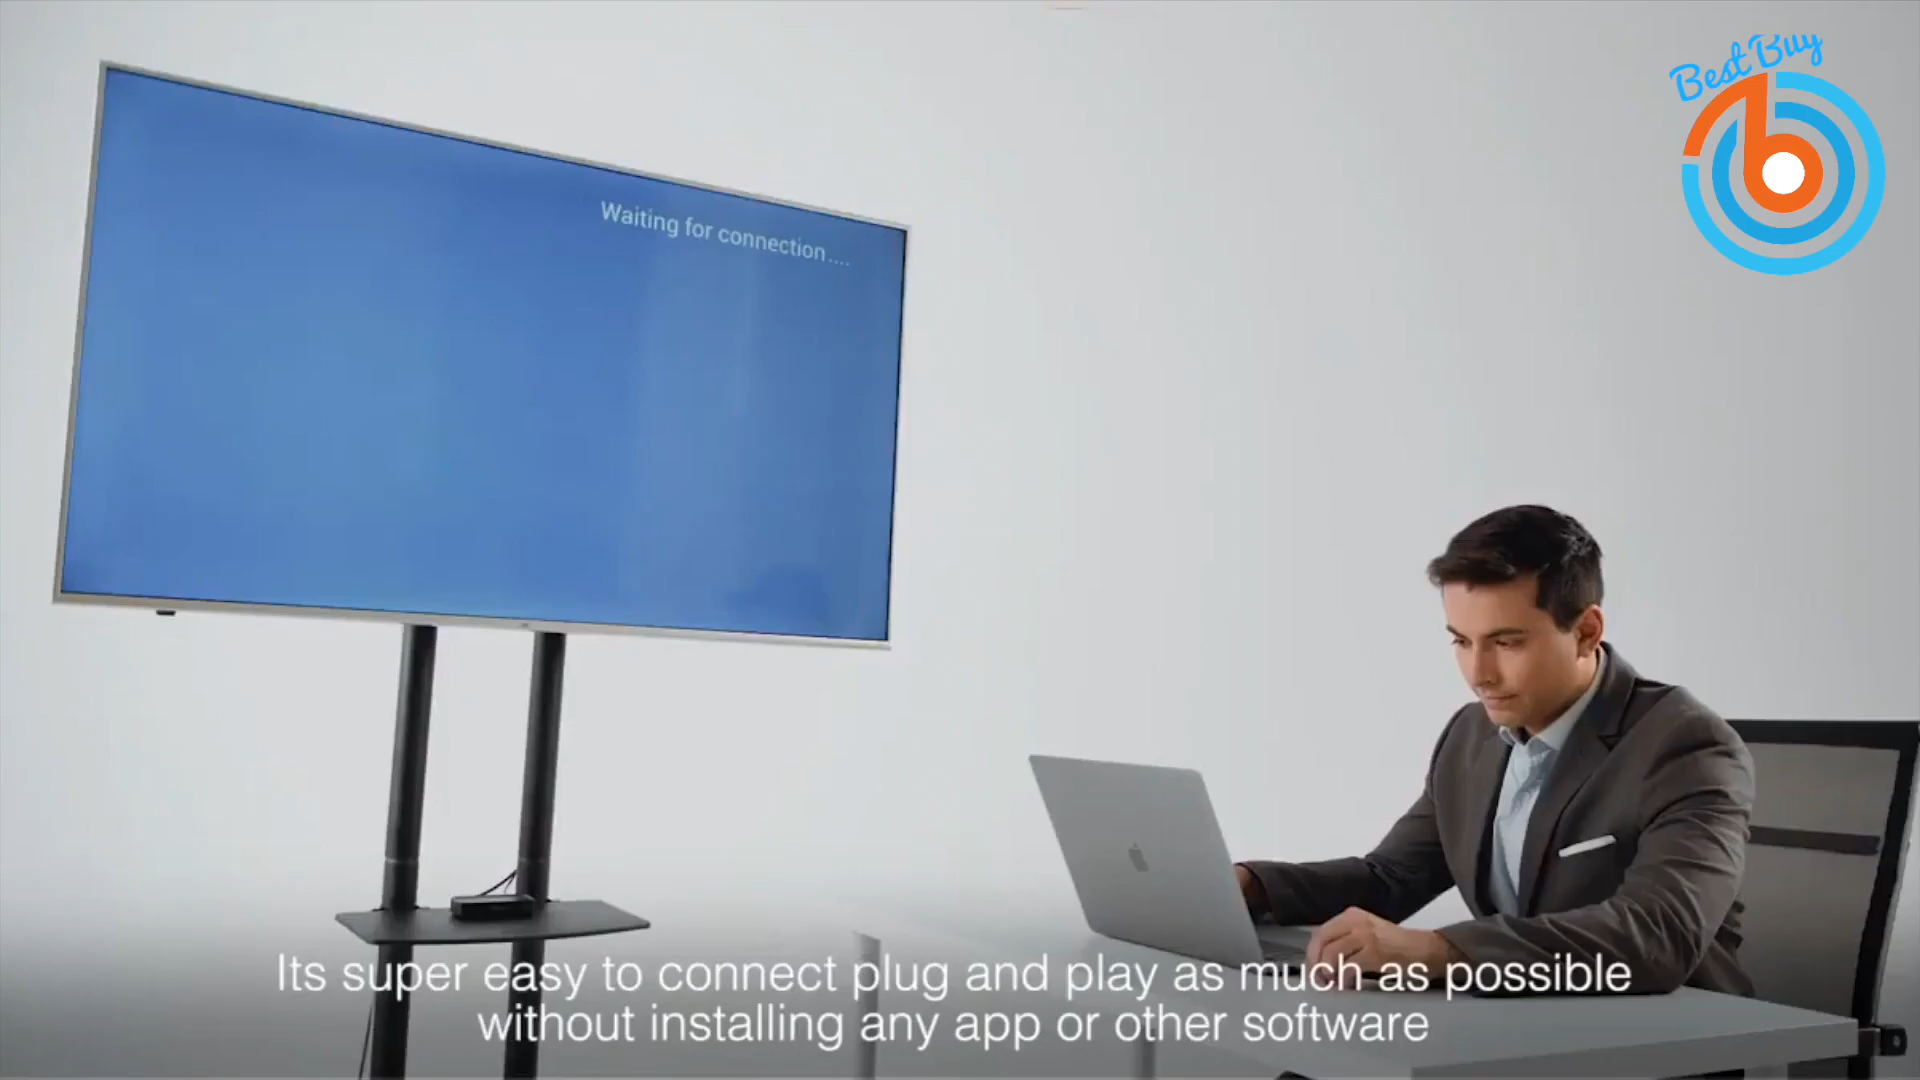 Best Buy
b
Waiting for connection....
Its super easy to connect plug and play as much as possible
without installing any app or other software